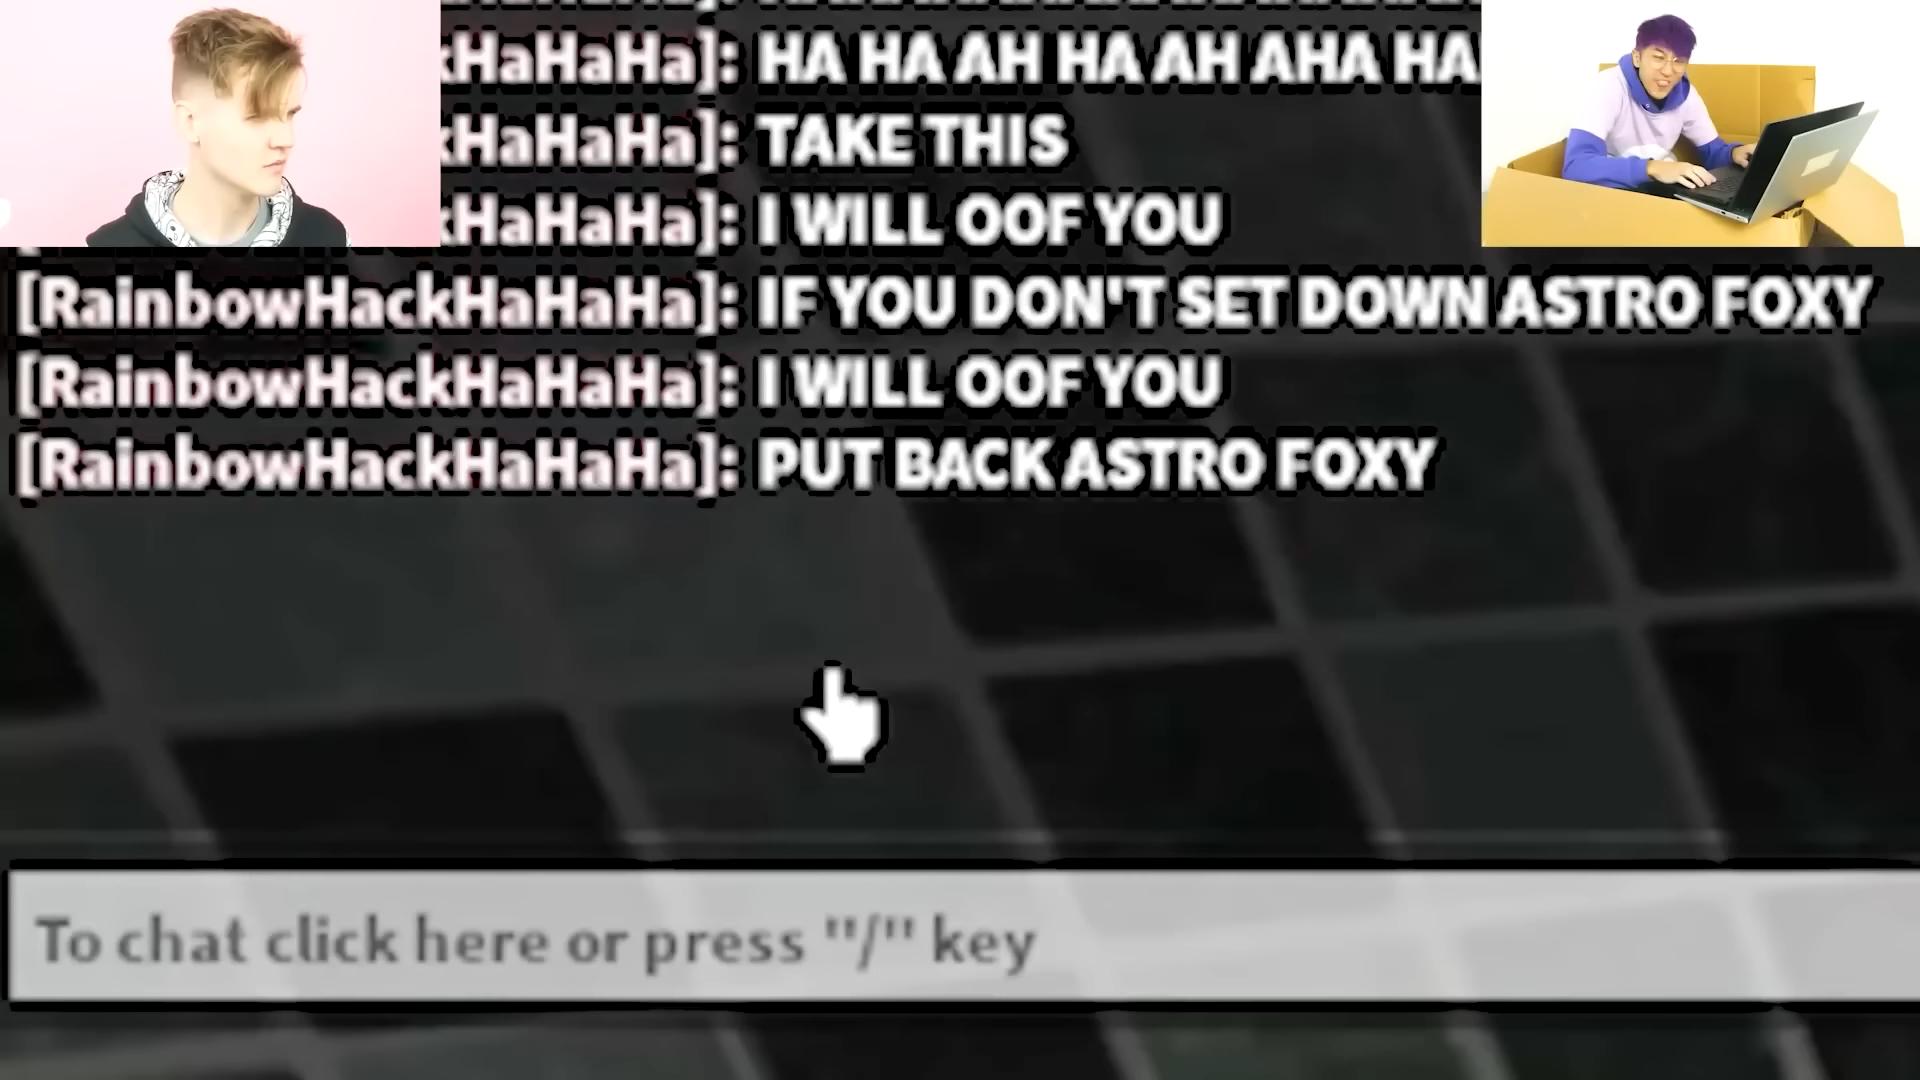 kHaHaHa]: HA HA AH HA AH AHA HA
kHaHaHa]: TAKE THIS
kHaHaHa]: I WILL OOF YOU
[RainbowHackHaHaHa]: IF YOU DON'T SET DOWN ASTRO FOXY
[RainbowHackHaHaHa]: I WILL OOF YOU
[RainbowHackHaHaHa]: PUT BACK ASTRO FOXY
To chat click here or press "/" key